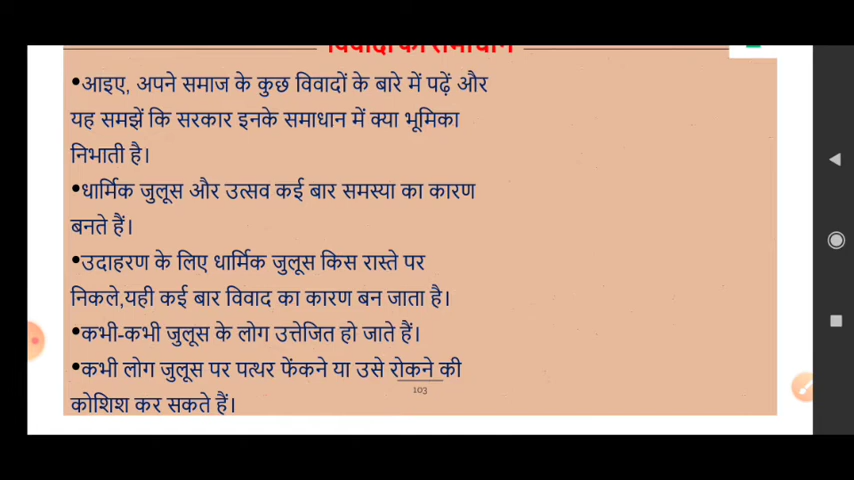 विवादों का समाधान
•आइए, अपने समाज के कुछ विवादों के बारे में पढ़ें और
यह समझें कि सरकार इनके समाधान में क्या भूमिका
निभाती है।
•धार्मिक जुलूस और उत्सव कई बार समस्या का कारण
बनते हैं।
•उदाहरण के लिए धार्मिक जुलूस किस रास्ते पर
निकले,यही कई बार विवाद का कारण बन जाता है।
•कभी-कभी जुलूस के लोग उत्तेजित हो जाते हैं।
•कभी लोग जुलूस पर पत्थर फेंकने या उसे रोकने की
103
कोशिश कर सकते हैं।